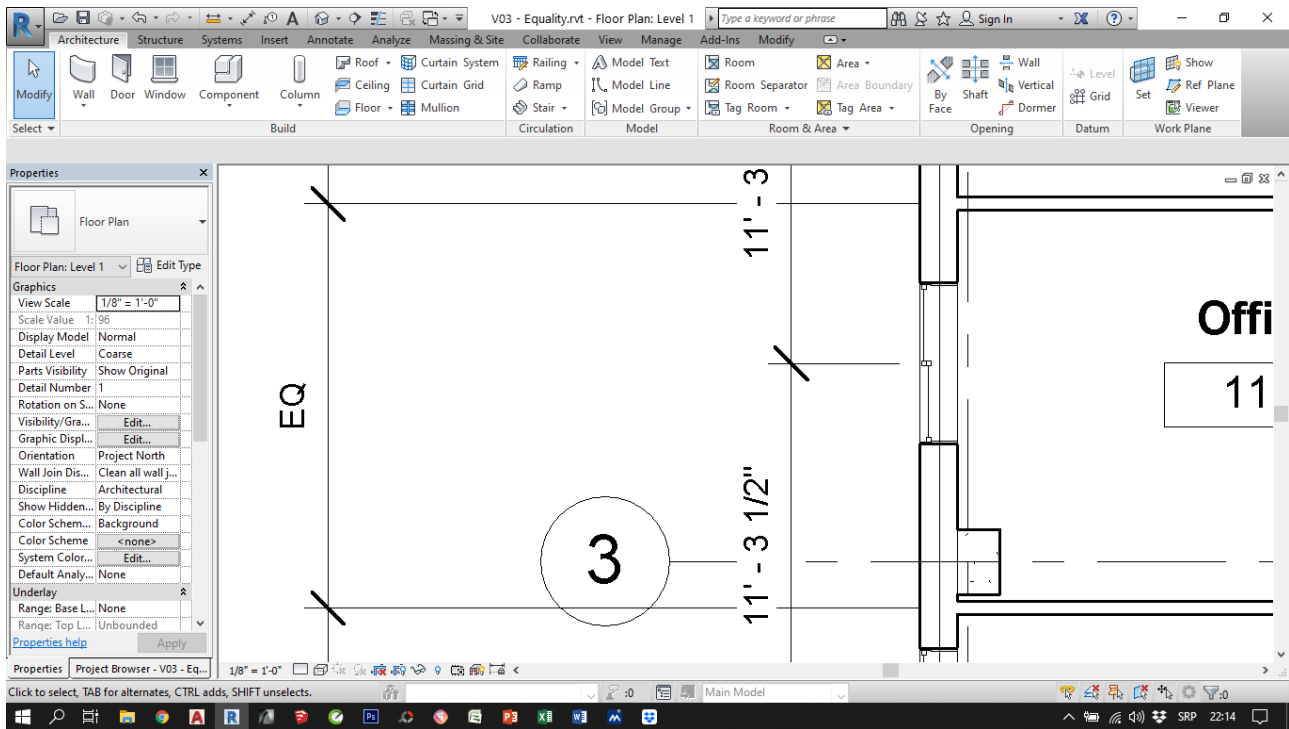 V03 - Equality.rvt - Floor Plan: Level 1
Type a keyword or phrase
Sign In
Architecture Structure Systems Insert Annotate Analyze Massing & Site Collaborate View Manage Add-Ins Modify
Modify
Wall
Door
Window
Component
Column
Roof
Ceiling
Floor
Curtain System
Curtain Grid
Mullion
Railing
Ramp
Stair
Model Text
Model Line
Model Group
Room
Room Separator
Tag Room
Area
Area Boundary
Tag Area
By
Face
Shaft
Wall
Vertical
Dormer
Level
Grid
Set
Show
Ref Plane
Viewer
Select
Build
Circulation
Model
Room & Area
Opening
Datum
Work Plane
Properties
Floor Plan
Floor Plan: Level 1
Edit Type
Graphics
View Scale 1/8" = 1'-0"
Scale Value 1: 96
Display Model Normal
Detail Level Coarse
Parts Visibility Show Original
Detail Number 1
Rotation on S... None
Visibility/Gra... Edit...
Graphic Displ... Edit...
Orientation Project North
Wall Join Dis... Clean all wall j...
Discipline Architectural
Show Hidden... By Discipline
Color Schem... Background
Color Scheme <none>
System Color... Edit...
Default Analy... None
Underlay
Range: Base L... None
Range: Top L... Unbounded
Properties help
Apply
Properties
Project Browser - V03 - Eq...
EQ
11' - 3
11' - 3 1/2"
3
Offi
11
1/8" = 1'-0"
Click to select, TAB for alternates, CTRL adds, SHIFT unselects.
:0
Main Model
:0
SRP
22:14